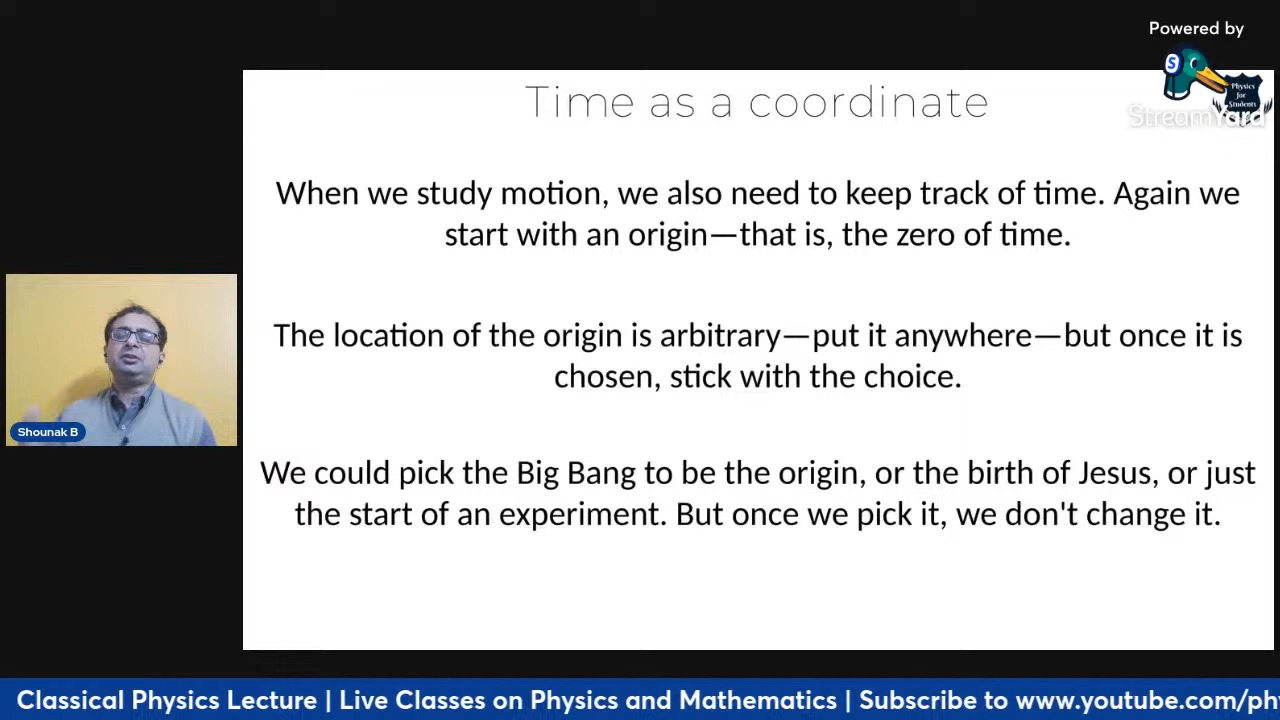 Powered by
S
Physics
for
Students
StreamYard
Time as a coordinate
When we study motion, we also need to keep track of time. Again we
start with an origin—that is, the zero of time.
The location of the origin is arbitrary—put it anywhere—but once it is
chosen, stick with the choice.
We could pick the Big Bang to be the origin, or the birth of Jesus, or just
the start of an experiment. But once we pick it, we don't change it.
Shounak B
Classical Physics Lecture | Live Classes on Physics and Mathematics | Subscribe to www.youtube.com/ph